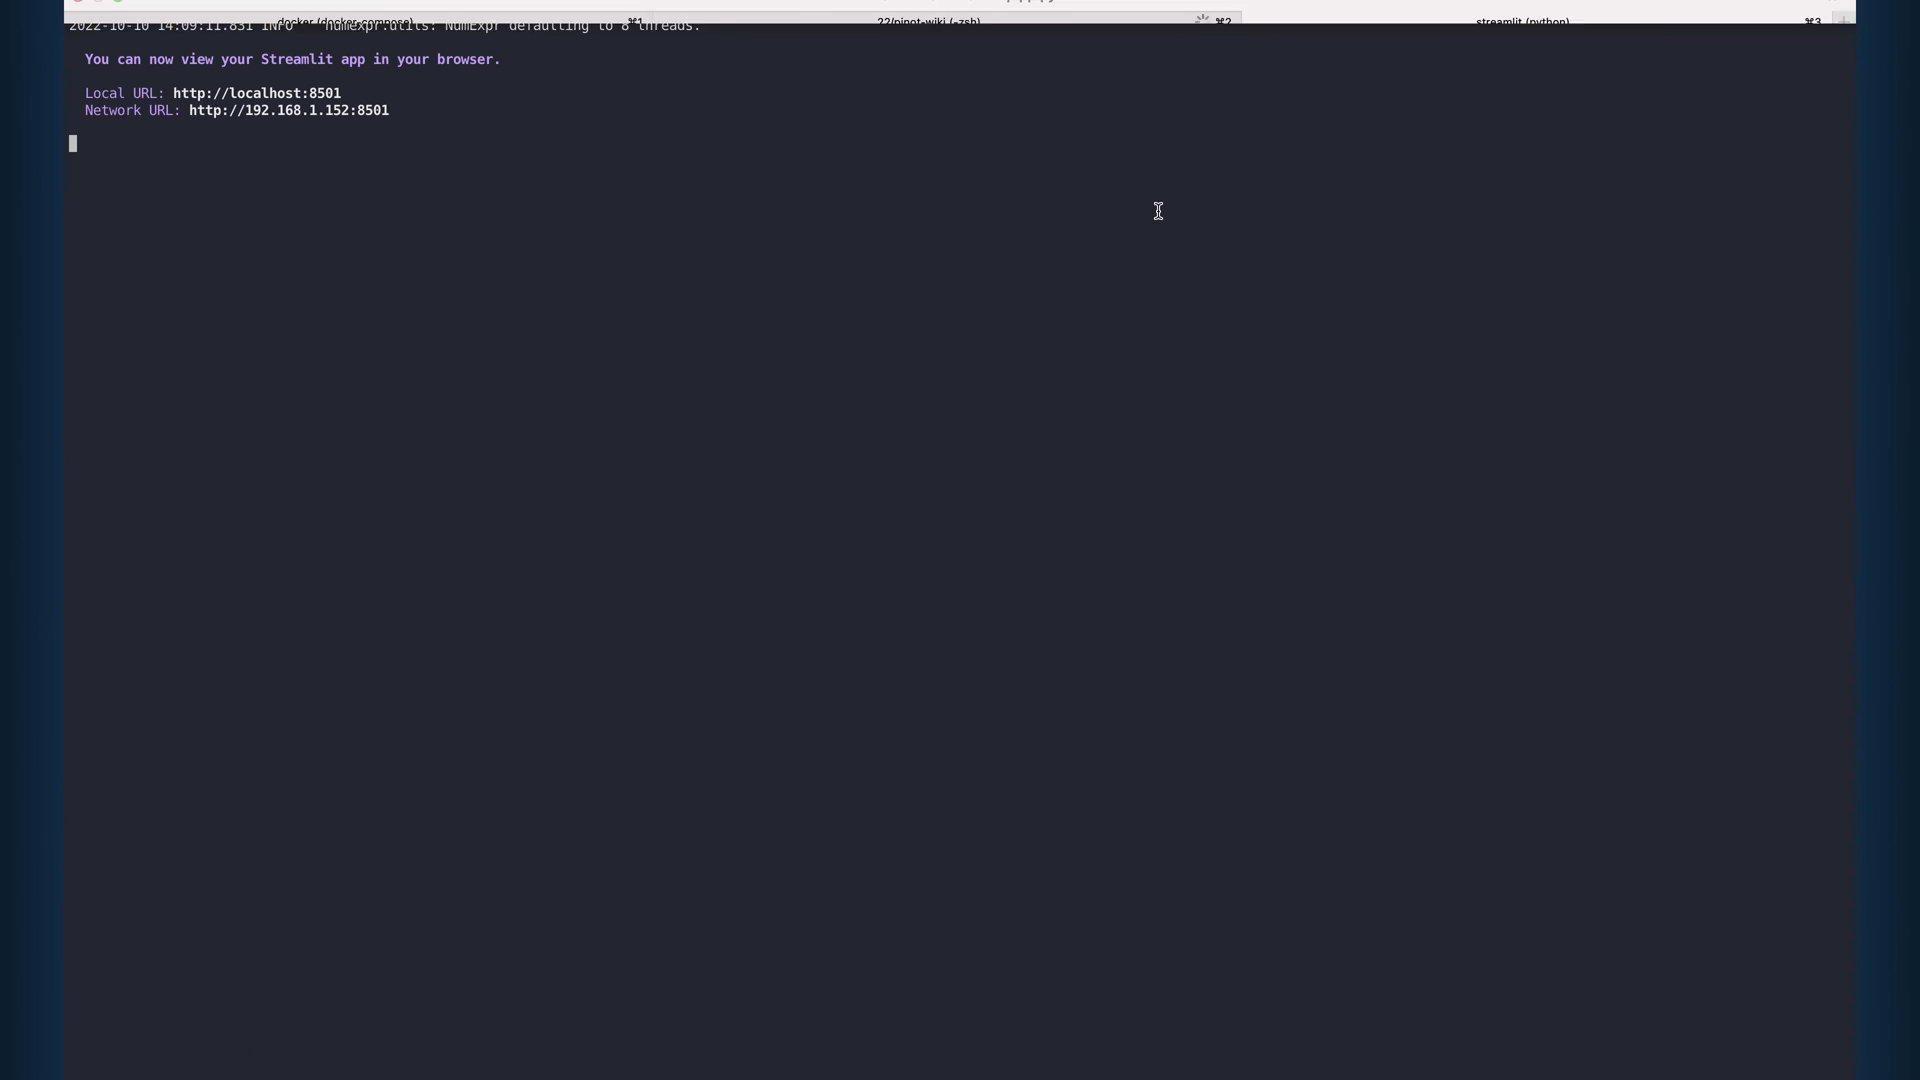 docker (docker-compose) ⌘1 22/pinot-wiki (-zsh) ⌘2 streamlit (python) ⌘3
2022-10-10 14:09:11.831 INFO numexpr.utils: NumExpr defaulting to 8 threads.
You can now view your Streamlit app in your browser.
Local URL: http://localhost:8501
Network URL: http://192.168.1.152:8501